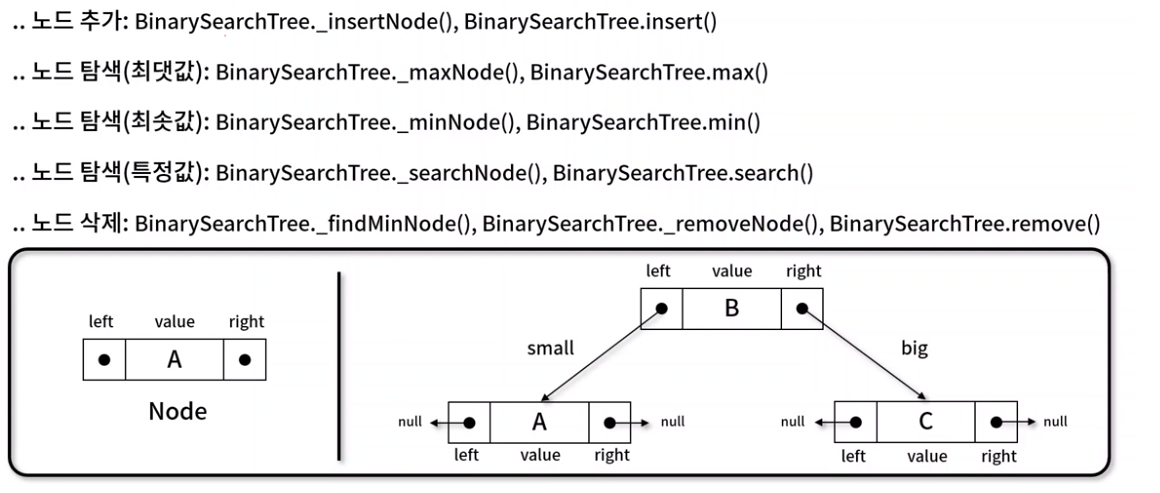 .. 노드 추가: BinarySearchTree._insertNode(), BinarySearchTree.insert()
.. 노드 탐색(최댓값): BinarySearchTree._maxNode(), BinarySearchTree.max()
.. 노드 탐색(최솟값): BinarySearchTree._minNode(), BinarySearchTree.min()
.. 노드 탐색(특정값): BinarySearchTree._searchNode(), BinarySearchTree.search()
.. 노드 삭제: BinarySearchTree._findMinNode(), BinarySearchTree._removeNode(), BinarySearchTree.remove()
left value right
A
Node
left value right
B
small big
null A null
left value right
null C null
left value right